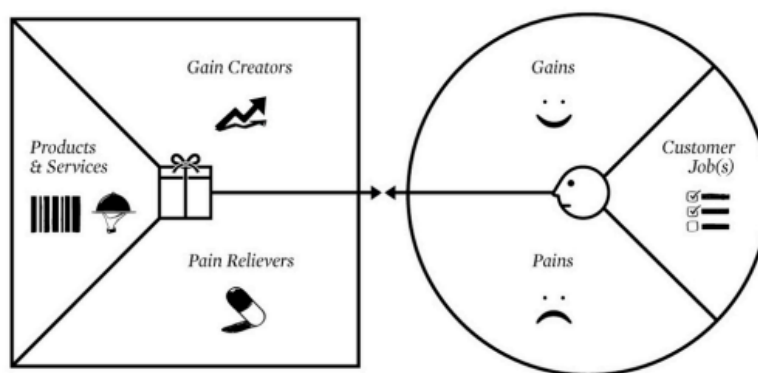 Gain Creators
Products
& Services
Pain Relievers
Gains
Customer
Job(s)
Pains